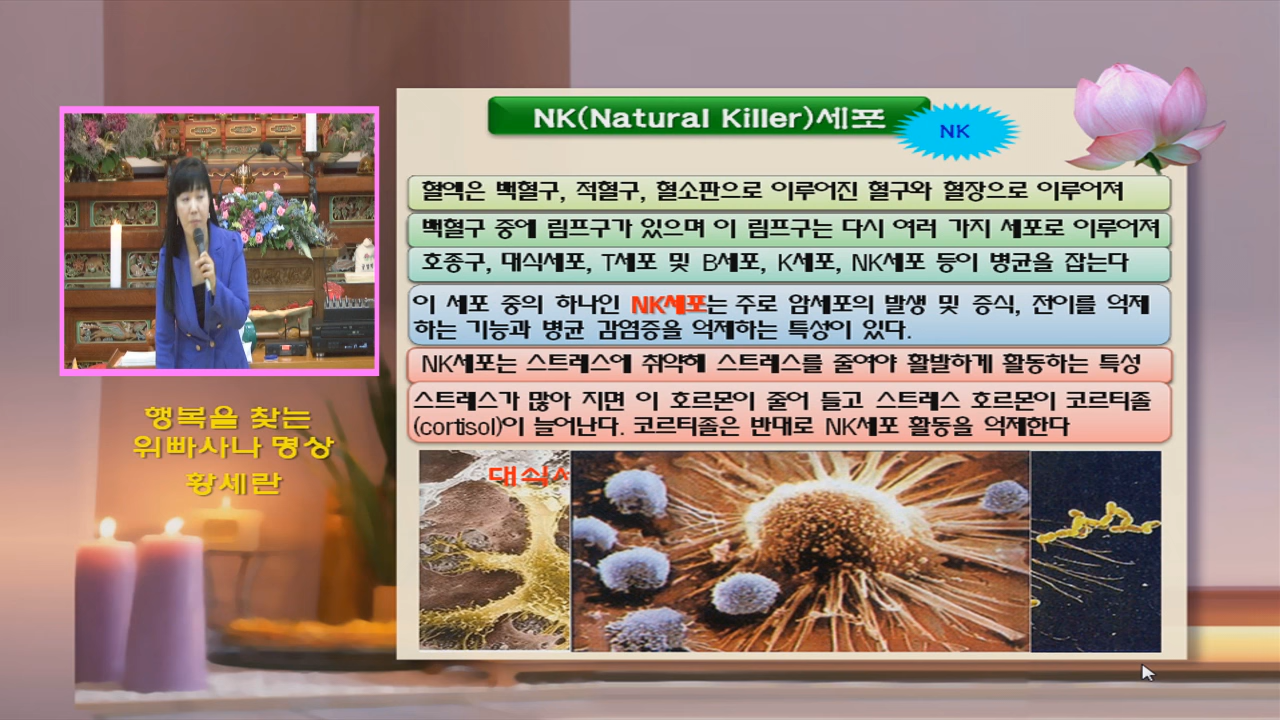 NK(Natural Killer)세포
NK
혈액은 백혈구, 적혈구, 혈소판으로 이루어진 혈구와 혈장으로 이루어져
백혈구 중에 림프구가 있으며 이 림프구는 다시 여러 가지 세포로 이루어져
호중구, 대식세포, T세포 및 B세포, K세포, NK세포 등이 병균을 잡는다
이 세포 중의 하나인 NK세포는 주로 암세포의 발생 및 증식, 전이를 억제
하는 기능과 병균 감염증을 억제하는 특성이 있다.
NK세포는 스트레스에 취약해 스트레스를 줄여야 활발하게 활동하는 특성
스트레스가 많아 지면 이 호르몬이 줄어 들고 스트레스 호르몬이 코르티졸
(cortisol)이 늘어난다. 코르티졸은 반대로 NK세포 활동을 억제한다
대식세
행복을 찾는
위빠사나 명상
황세란